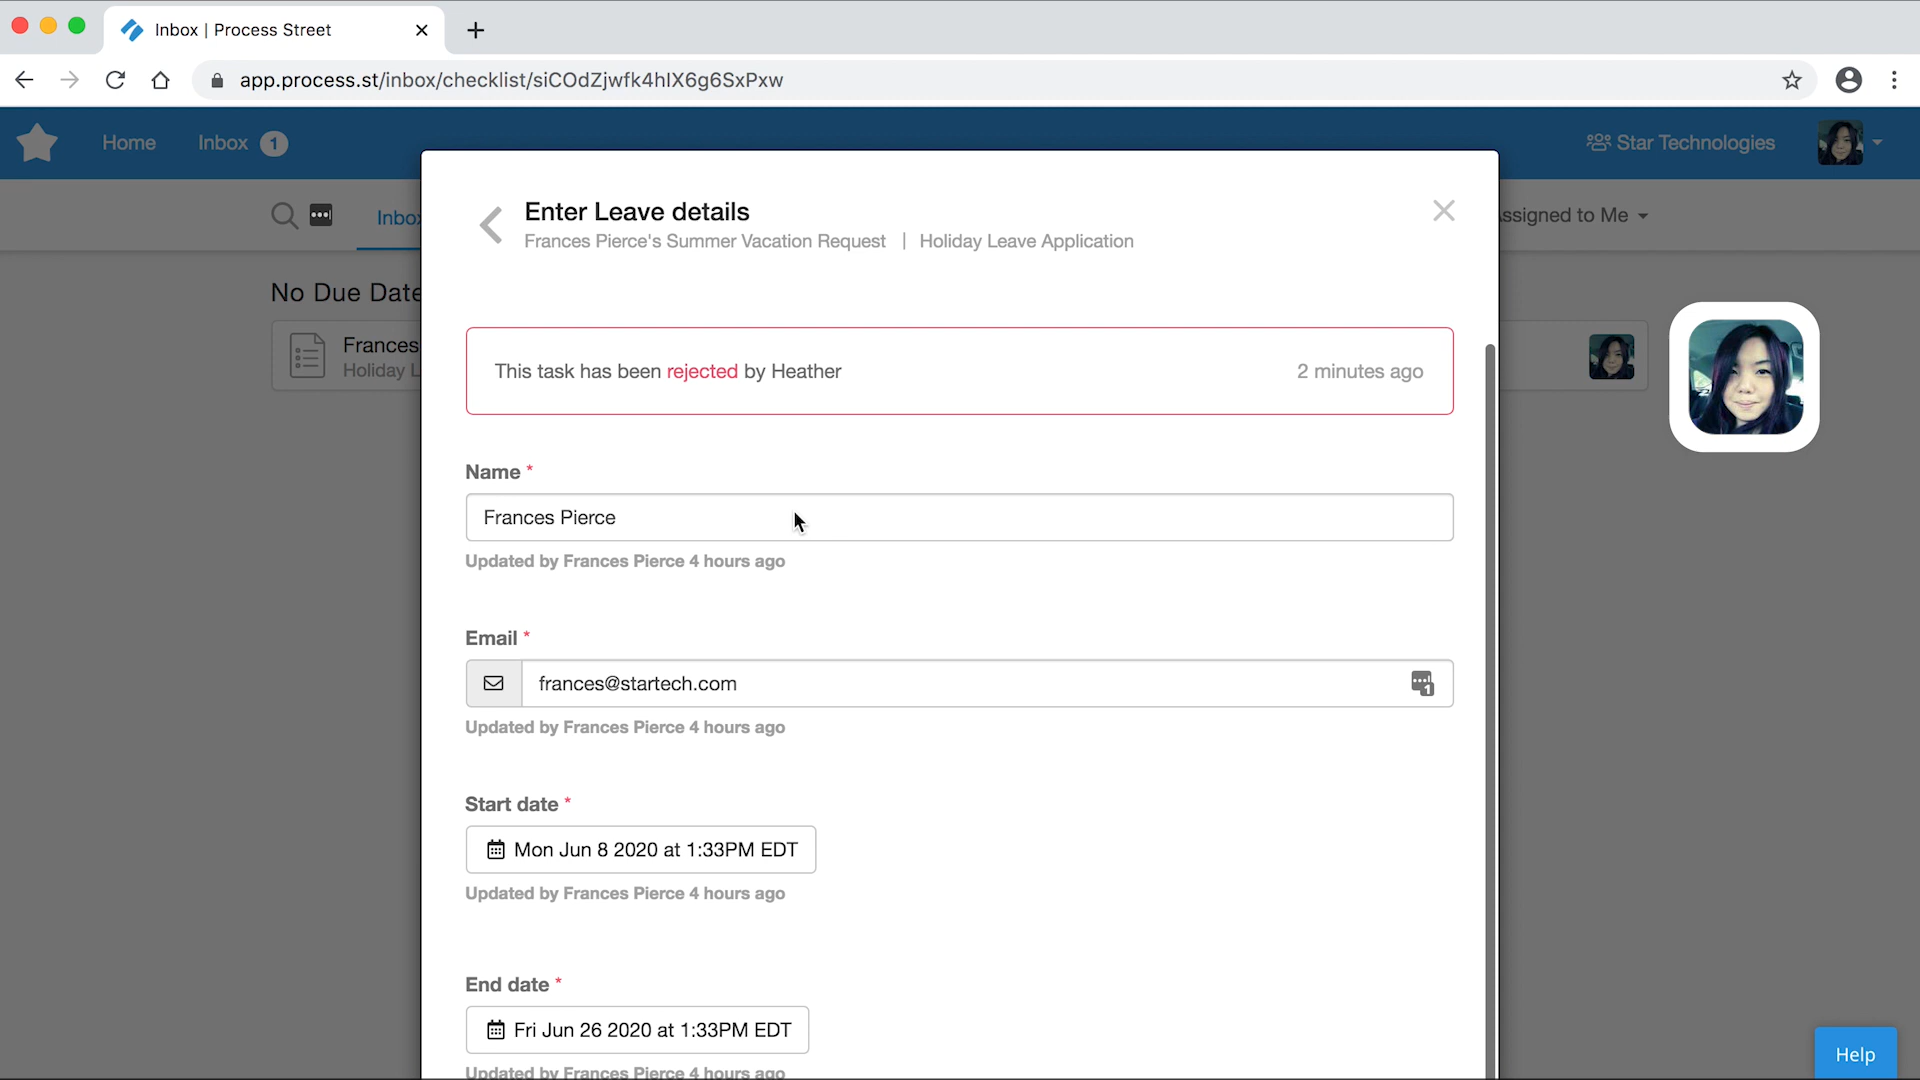 Inbox | Process Street
app.process.st/inbox/checklist/siCOdZjwfk4hIX6g6SxPxw
Home
Inbox 1
Star Technologies
Inbo
ssigned to Me
Enter Leave details
Frances Pierce's Summer Vacation Request | Holiday Leave Application
No Due Date
Frances
Holiday L
This task has been rejected by Heather
2 minutes ago
Name *
Frances Pierce
Updated by Frances Pierce 4 hours ago
Email *
frances@startech.com
1
Updated by Frances Pierce 4 hours ago
Start date *
Mon Jun 8 2020 at 1:33PM EDT
Updated by Frances Pierce 4 hours ago
End date *
Fri Jun 26 2020 at 1:33PM EDT
Updated by Frances Pierce 4 hours ago
Help